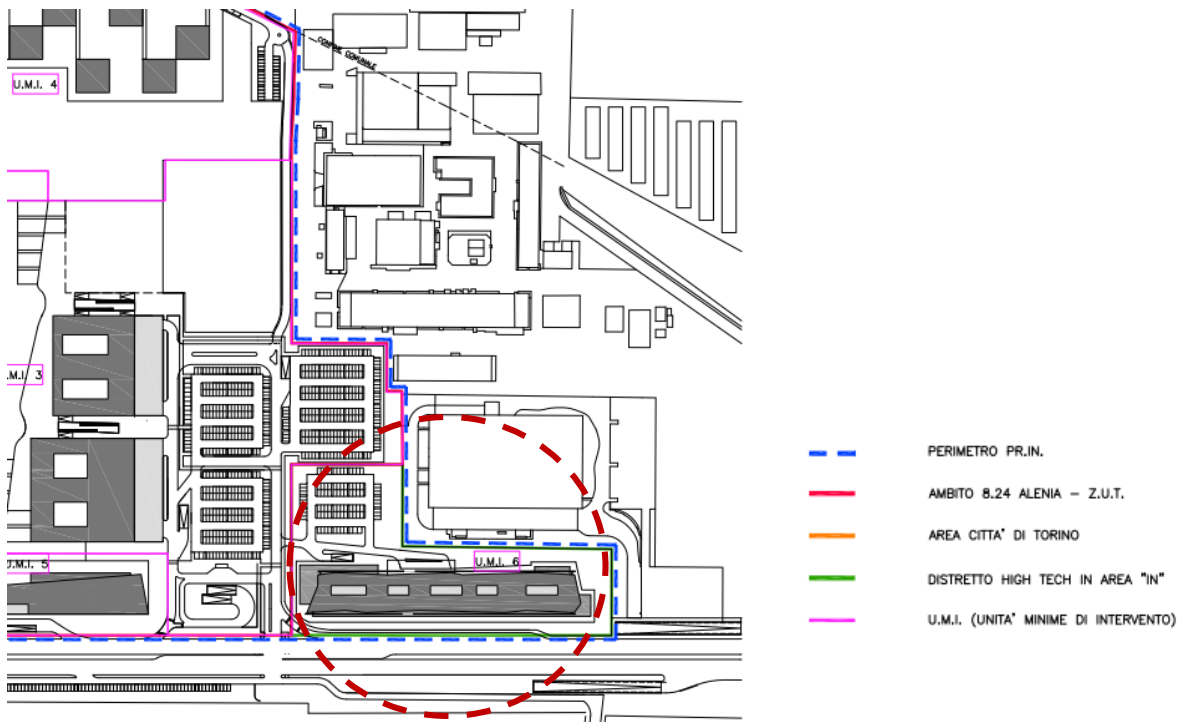 CONFINE COMUNALE
U.M.I. 4
M.I. 3
U.M.I. 5
U.M.I. 6
PERIMETRO PR.IN.
AMBITO 8.24 ALENIA – Z.U.T.
AREA CITTA' DI TORINO
DISTRETTO HIGH TECH IN AREA "IN"
U.M.I. (UNITA' MINIME DI INTERVENTO)